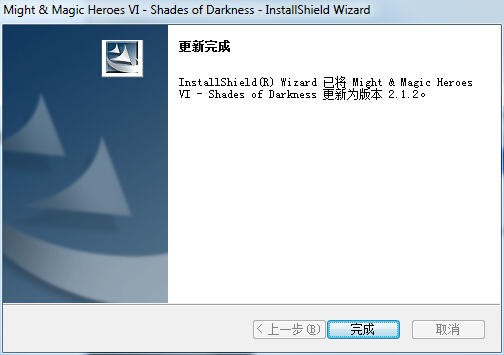 Might & Magic Heroes VI - Shades of Darkness - InstallShield Wizard
更新完成
InstallShield(R) Wizard 已将 Might & Magic Heroes
VI - Shades of Darkness 更新为版本 2.1.2。
< 上一步(B)
完成
取消